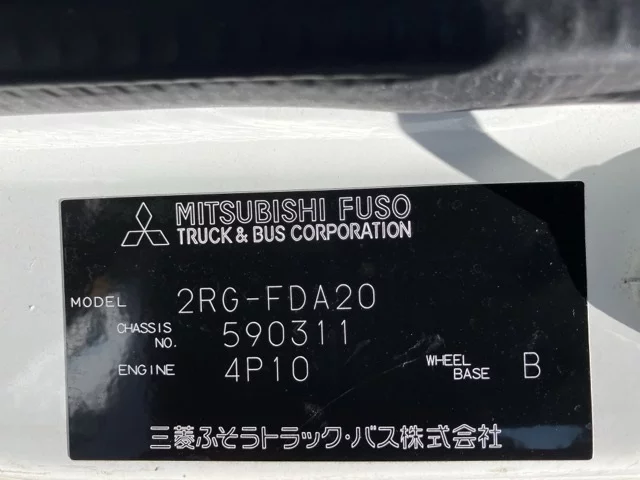 MITSUBISHI FUSO
TRUCK & BUS CORPORATION
MODEL 2RG-FDA20
CHASSIS NO. 590311
ENGINE 4P10 WHEEL BASE B
三菱ふそうトラック・バス株式会社